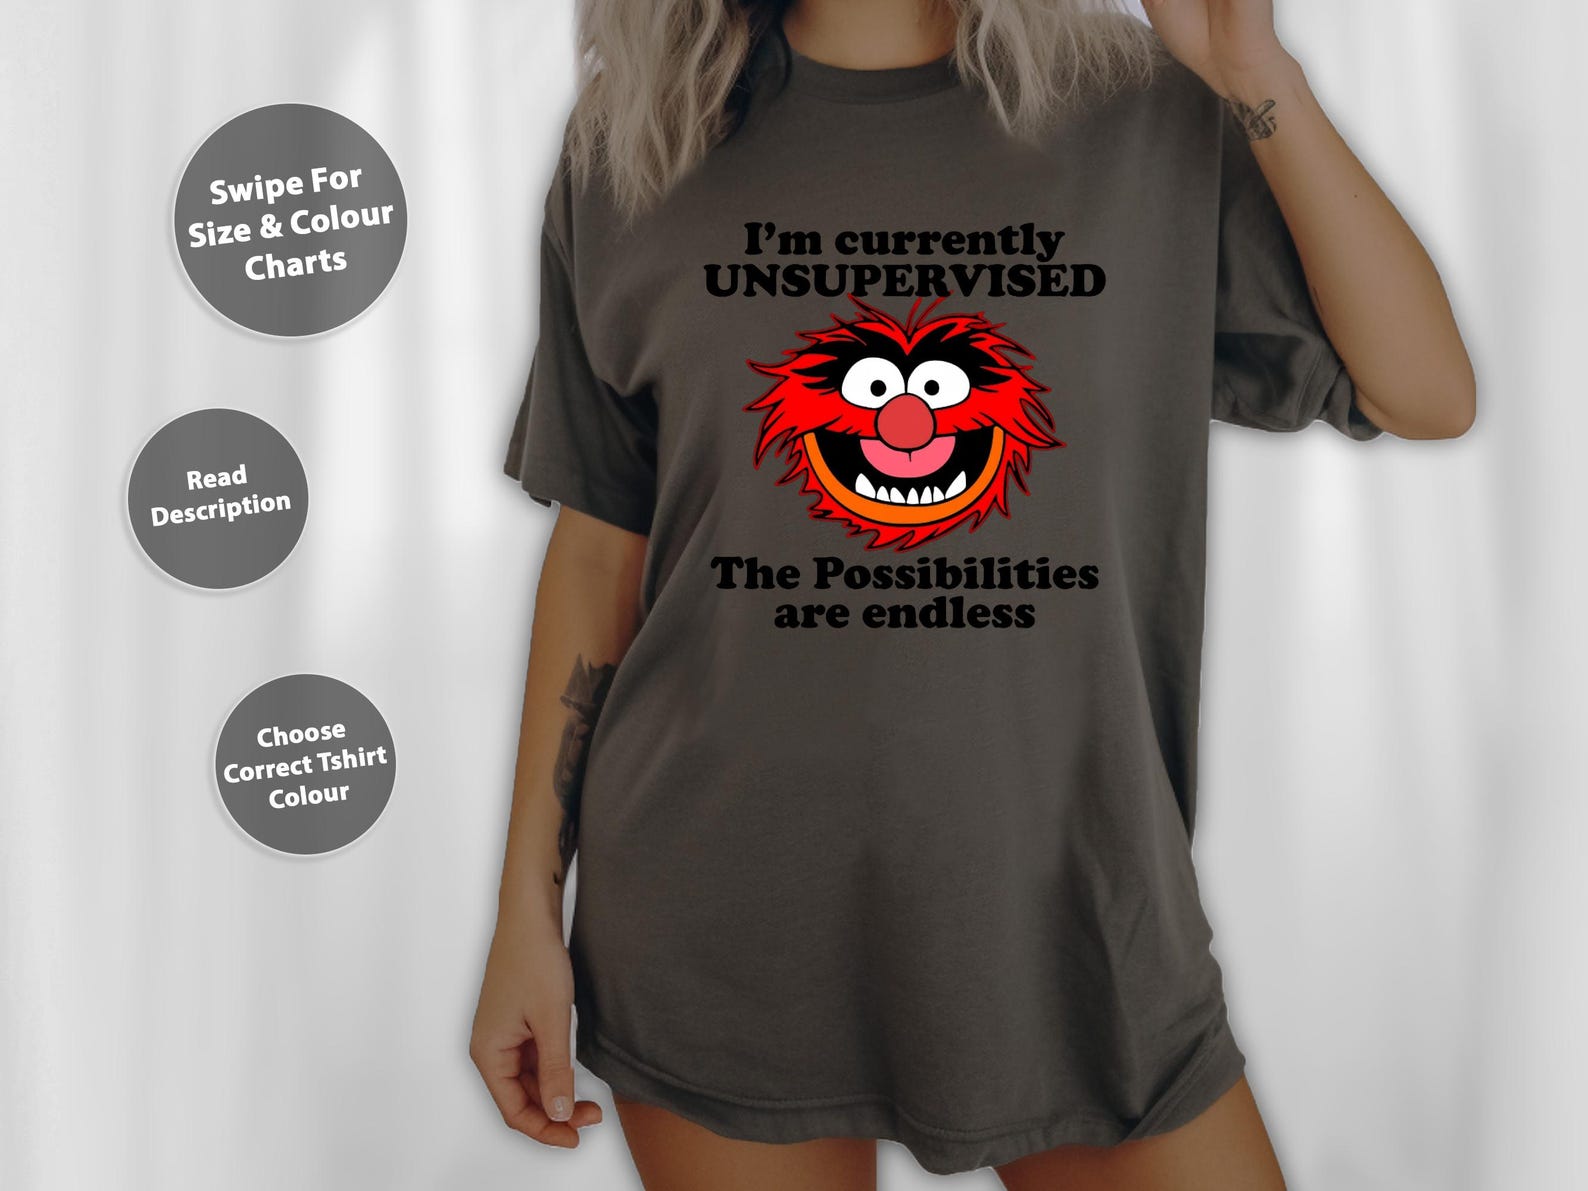 Swipe For
Size & Colour
Charts
Read
Description
Choose
Correct Tshirt
Colour
I'm currently
UNSUPERVISED
The Possibilities
are endless